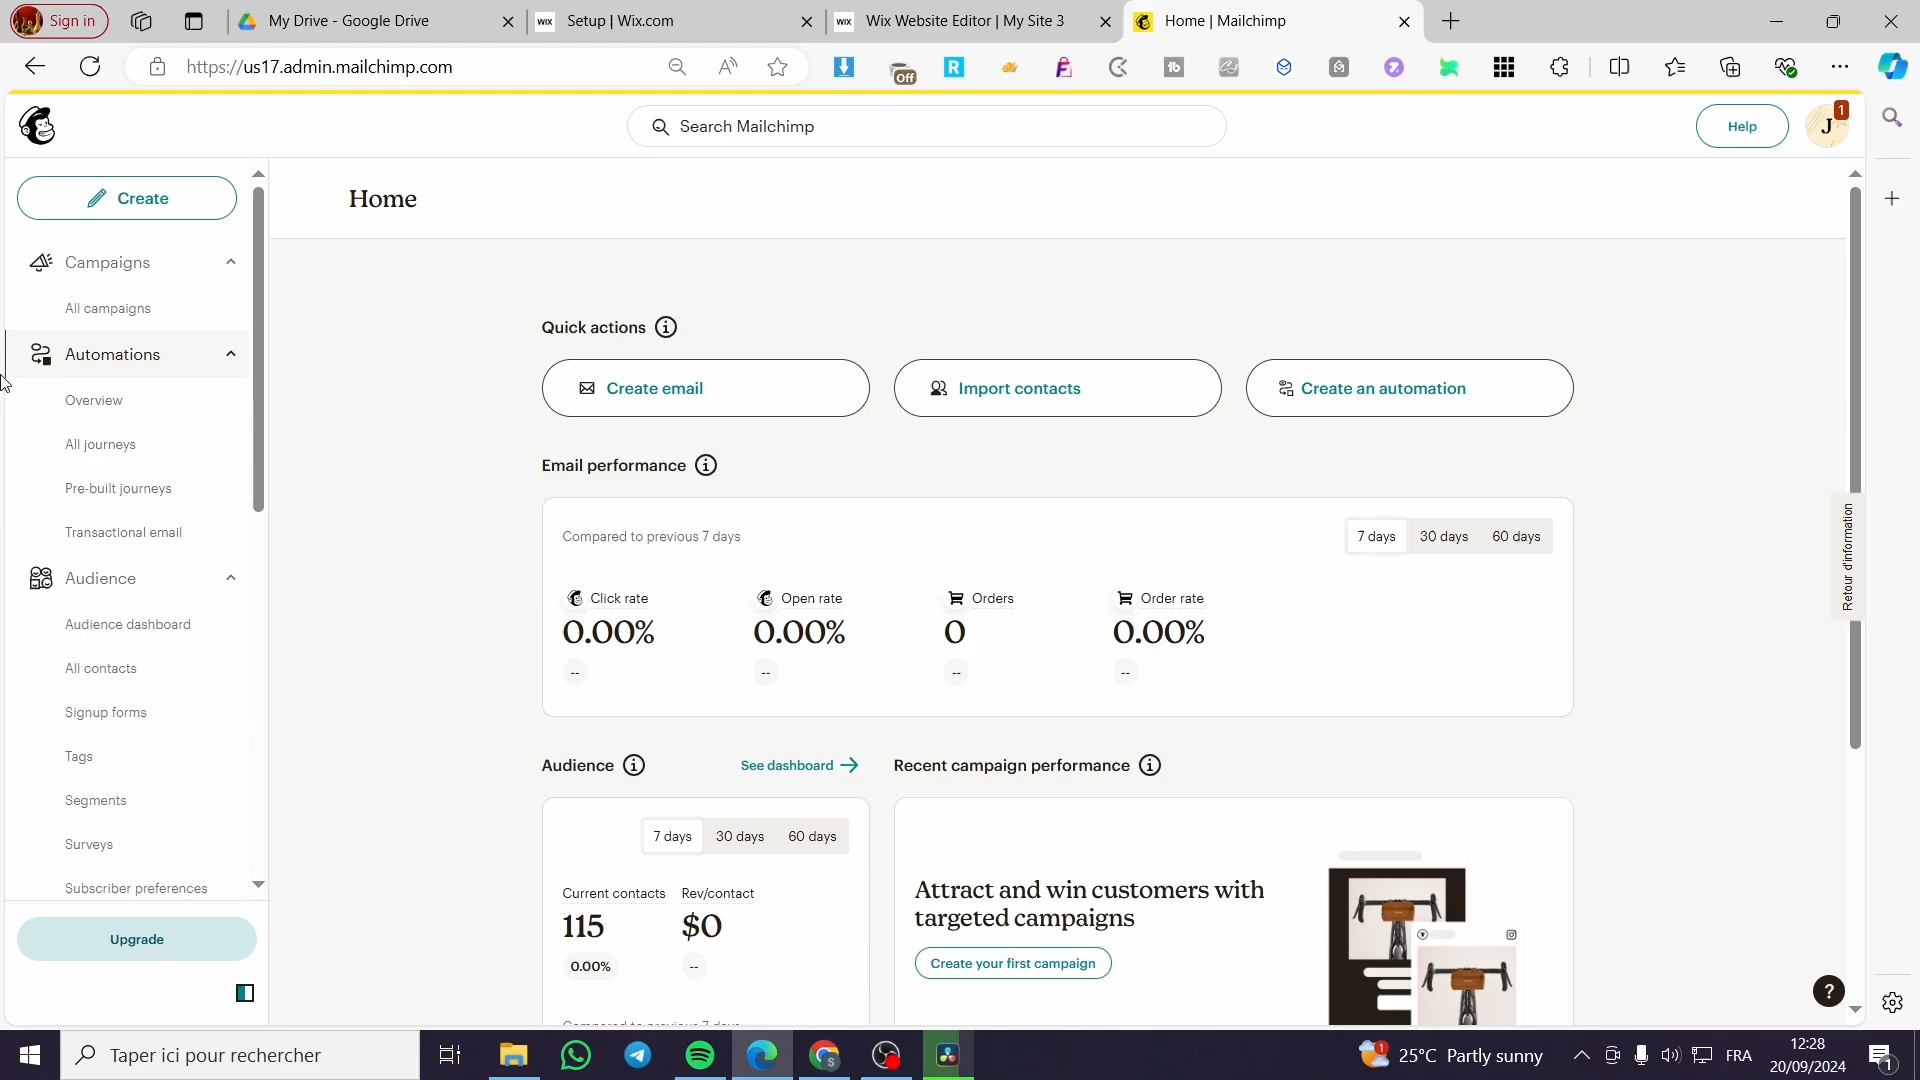 Sign in
My Drive - Google Drive
WIX Setup | Wix.com
WIX Wix Website Editor | My Site 3
Home | Mailchimp
https://us17.admin.mailchimp.com
Off
Search Mailchimp
Help
J
1
Create
Campaigns
All campaigns
Automations
Overview
All journeys
Pre-built journeys
Transactional email
Audience
Audience dashboard
All contacts
Signup forms
Tags
Segments
Surveys
Subscriber preferences
Upgrade
Home
Quick actions
Create email
Import contacts
Create an automation
Email performance
Compared to previous 7 days
7 days 30 days 60 days
Click rate Open rate Orders Order rate
0.00% 0.00% 0 0.00%
-- -- -- --
Audience
See dashboard
Recent campaign performance
7 days 30 days 60 days
Current contacts Rev/contact
115 $0
0.00% --
Attract and win customers with
targeted campaigns
Create your first campaign
Retour d'information
?
Taper ici pour rechercher
1
25°C Partly sunny
FRA
12:28
20/09/2024
1